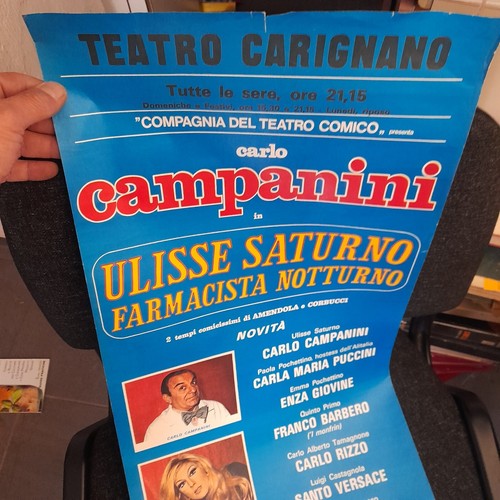 TEATRO CARIGNANO
Tutte le sere, ore 21,15
"COMPAGNIA DEL TEATRO COMICO„ presenta
carlo
campanini
in
ULISSE SATURNO
FARMACISTA NOTTURNO
2 tempi comicissimi di AMENDOLA e CORBUCCI
NOVITÀ
Ulisse Saturno
CARLO CAMPANINI
Paola Pochettino, hostess dell'Alitalia
CARLA MARIA PUCCINI
Emma Pochettino
ENZA GIOVINE
Quinto Primo
FRANCO BARBERO
('l monfrin)
Carlo Alberto Tamagnone
CARLO RIZZO
Luigi Castagnola
SANTO VERSACE
CARLO CAMPANINI